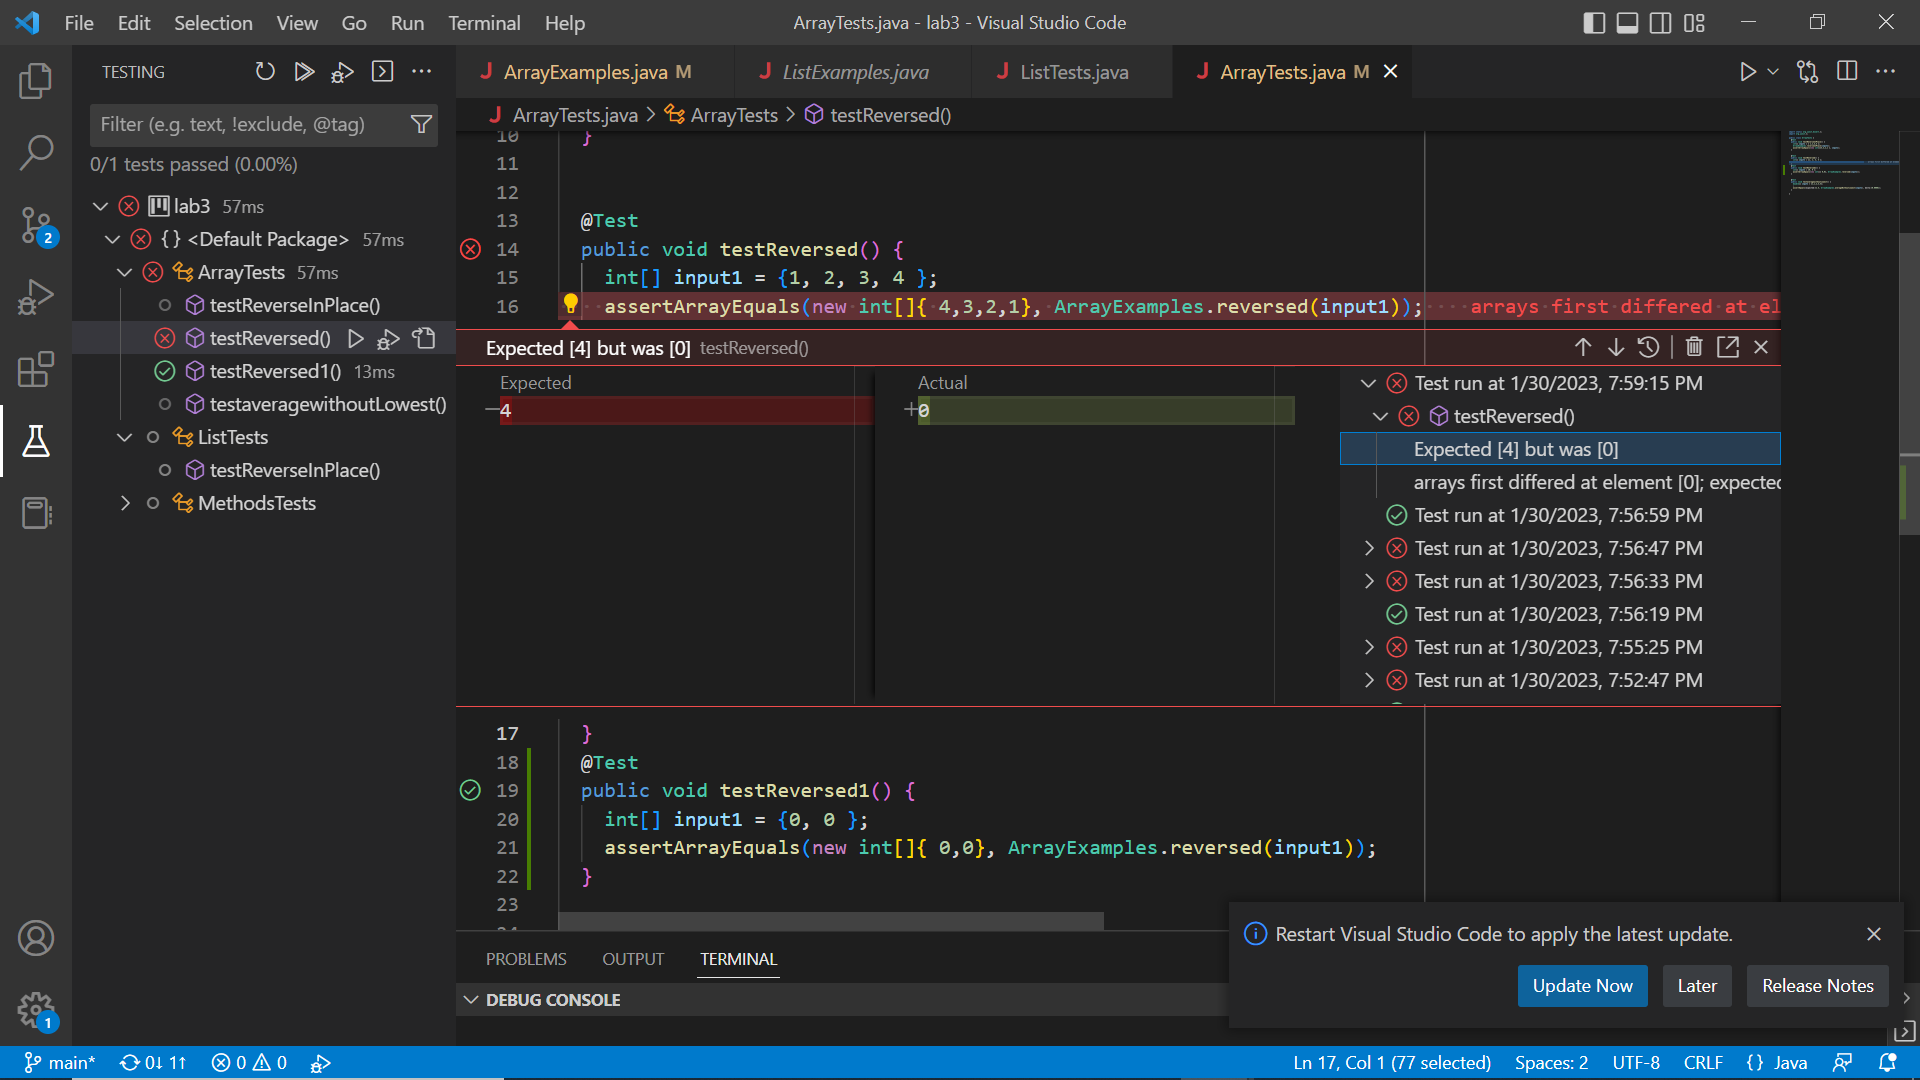 File Edit Selection View Go Run Terminal Help
ArrayTests.java - lab3 - Visual Studio Code
TESTING
ArrayExamples.java M
ListExamples.java
ListTests.java
ArrayTests.java M
ArrayTests.java > ArrayTests > testReversed()
Filter (e.g. text, !exclude, @tag)
0/1 tests passed (0.00%)
lab3 57ms
{} <Default Package> 57ms
ArrayTests 57ms
testReverseInPlace()
testReversed()
testReversed1() 13ms
testaveragewithoutLowest()
ListTests
testReverseInPlace()
MethodsTests
2
1
10 }
11
12
13 @Test
14 public void testReversed() {
15 int[] input1 = {1, 2, 3, 4 };
16 assertArrayEquals(new int[]{ 4,3,2,1}, ArrayExamples.reversed(input1)); arrays first differed at el
Expected [4] but was [0] testReversed()
Expected
4
Actual
0
Test run at 1/30/2023, 7:59:15 PM
testReversed()
Expected [4] but was [0]
arrays first differed at element [0]; expected
Test run at 1/30/2023, 7:56:59 PM
Test run at 1/30/2023, 7:56:47 PM
Test run at 1/30/2023, 7:56:33 PM
Test run at 1/30/2023, 7:56:19 PM
Test run at 1/30/2023, 7:55:25 PM
Test run at 1/30/2023, 7:52:47 PM
17 }
18 @Test
19 public void testReversed1() {
20 int[] input1 = {0, 0 };
21 assertArrayEquals(new int[]{ 0,0}, ArrayExamples.reversed(input1));
22 }
23
PROBLEMS OUTPUT TERMINAL
DEBUG CONSOLE
Restart Visual Studio Code to apply the latest update.
Update Now
Later
Release Notes
main* 0↓ 1↑ 0 0
Ln 17, Col 1 (77 selected) Spaces: 2 UTF-8 CRLF {} Java